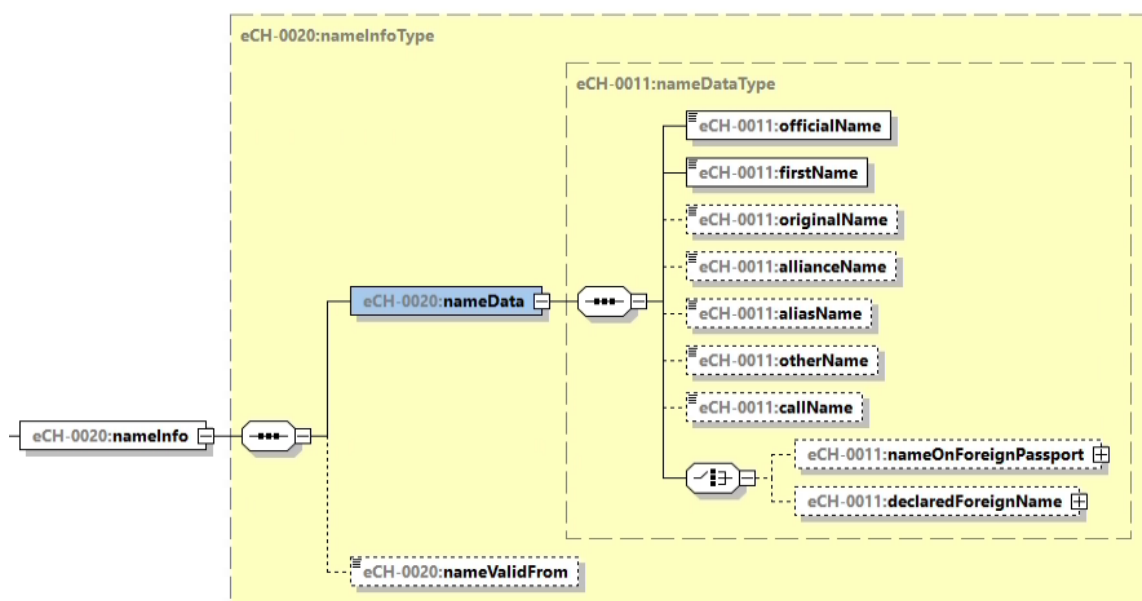 eCH-0020:nameInfoType
eCH-0011:nameDataType
eCH-0011:officialName
eCH-0011:firstName
eCH-0011:originalName
eCH-0011:allianceName
eCH-0020:nameData
eCH-0011:aliasName
eCH-0011:otherName
eCH-0011:callName
eCH-0020:nameInfo
eCH-0011:nameOnForeignPassport
eCH-0011:declaredForeignName
eCH-0020:nameValidFrom